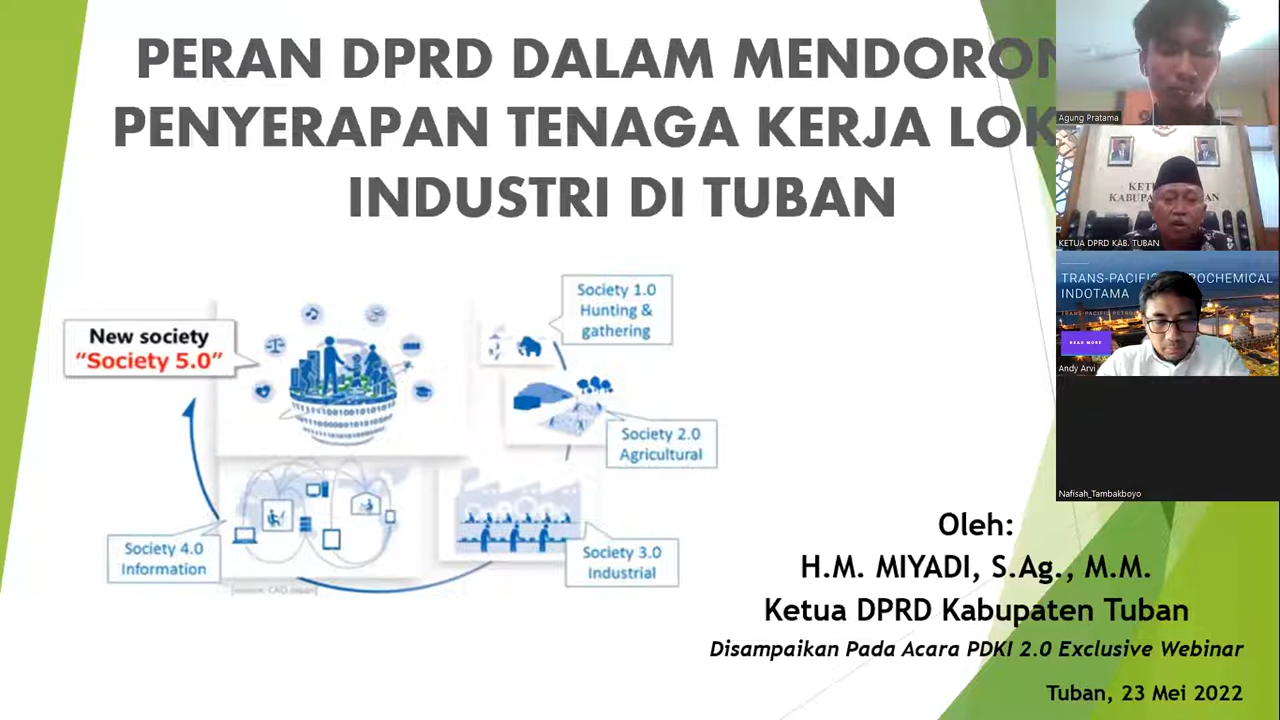 PERAN DPRD DALAM MENDORON
PENYERAPAN TENAGA KERJA LOK
INDUSTRI DI TUBAN
New society
“Society 5.0”
Society 1.0
Hunting &
gathering
Society 2.0
Agricultural
Society 3.0
Industrial
Society 4.0
Information
Oleh:
H.M. MIYADI, S.Ag., M.M.
Ketua DPRD Kabupaten Tuban
Disampaikan Pada Acara PDKI 2.0 Exclusive Webinar
Tuban, 23 Mei 2022
Agung Pratama
KETUA DPRD KAB. TUBAN
TRANS-PACIFIC
INDOTAMA
READ MORE
Andy Arvi
Nafisah_Tambakboyo